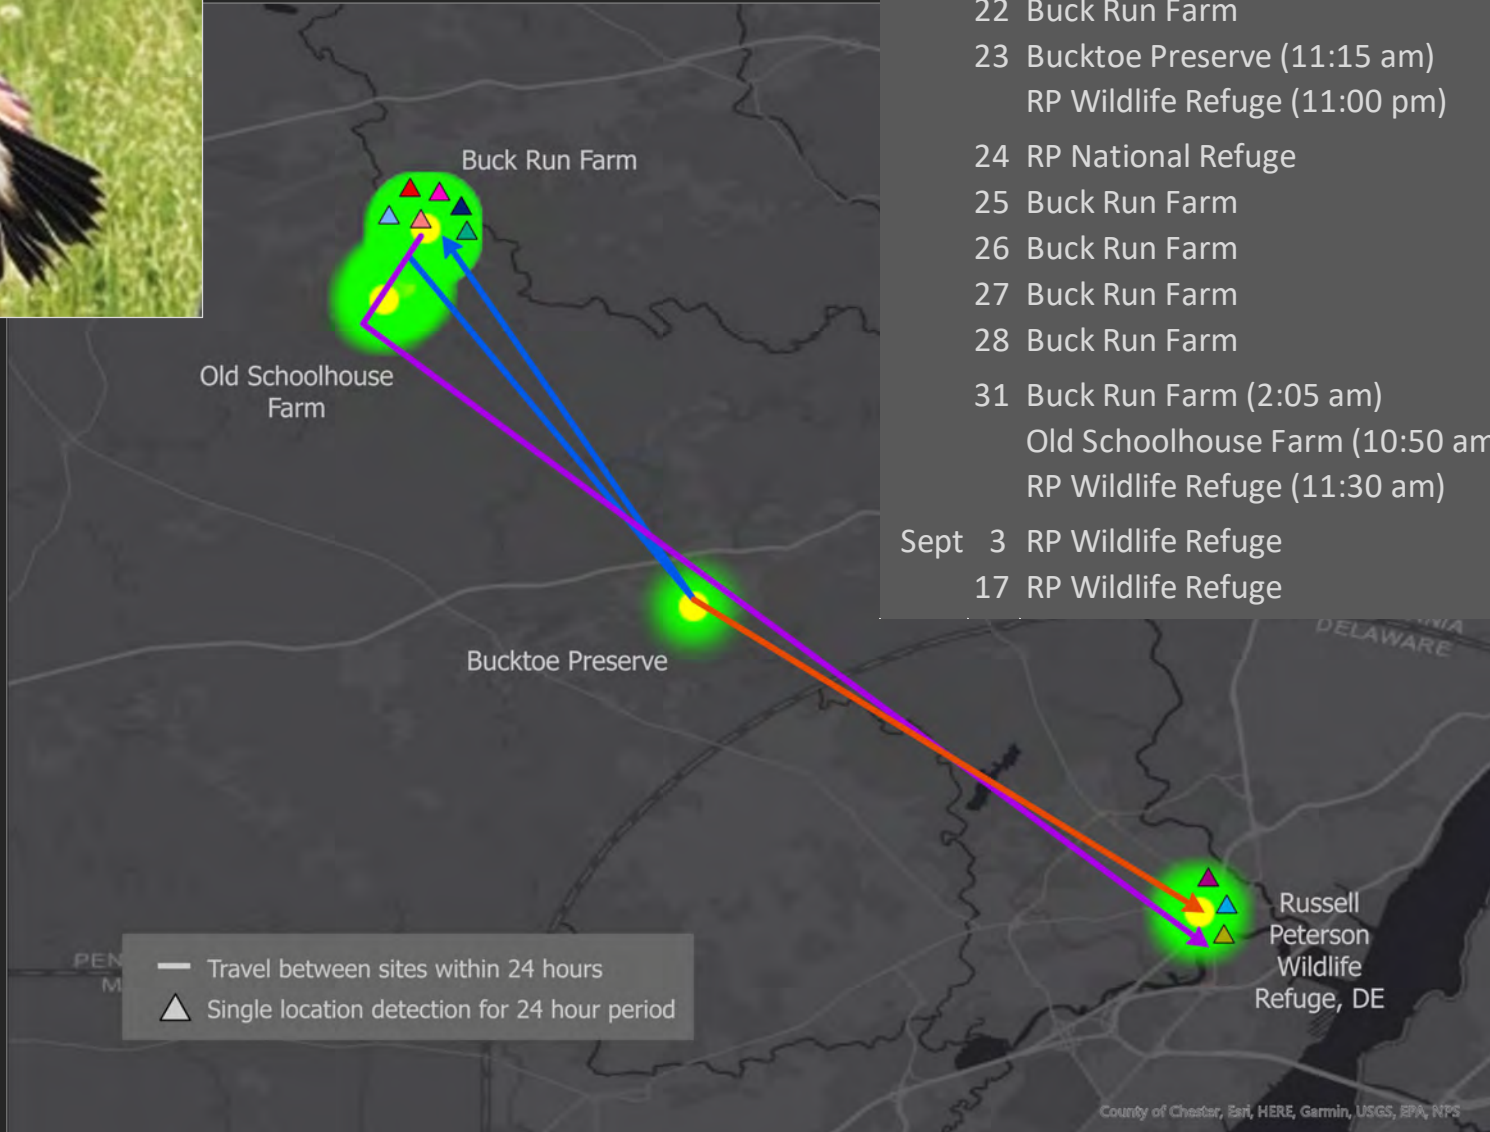 22 Buck Run Farm
23 Bucktoe Preserve (11:15 am)
RP Wildlife Refuge (11:00 pm)
24 RP National Refuge
25 Buck Run Farm
26 Buck Run Farm
27 Buck Run Farm
28 Buck Run Farm
31 Buck Run Farm (2:05 am)
Old Schoolhouse Farm (10:50 am
RP Wildlife Refuge (11:30 am)
Sept 3 RP Wildlife Refuge
17 RP Wildlife Refuge
Buck Run Farm
Old Schoolhouse
Farm
Bucktoe Preserve
DELAWARE
Russell
Peterson
Wildlife
Refuge, DE
PEN
M
Travel between sites within 24 hours
Single location detection for 24 hour period
County of Chester, Esri, HERE, Garmin, USGS, EPA, NPS